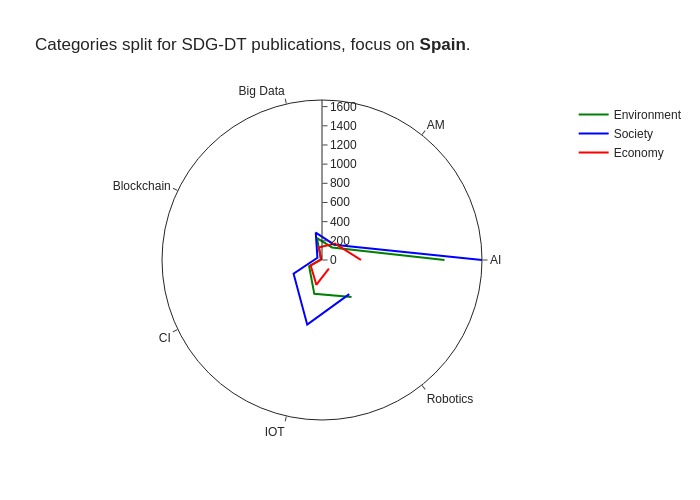 Categories split for SDG-DT publications, focus on Spain.
Big Data
AM
Blockchain
AI
CI
IOT
Robotics
1600
1400
1200
1000
800
600
400
200
0
Environment
Society
Economy